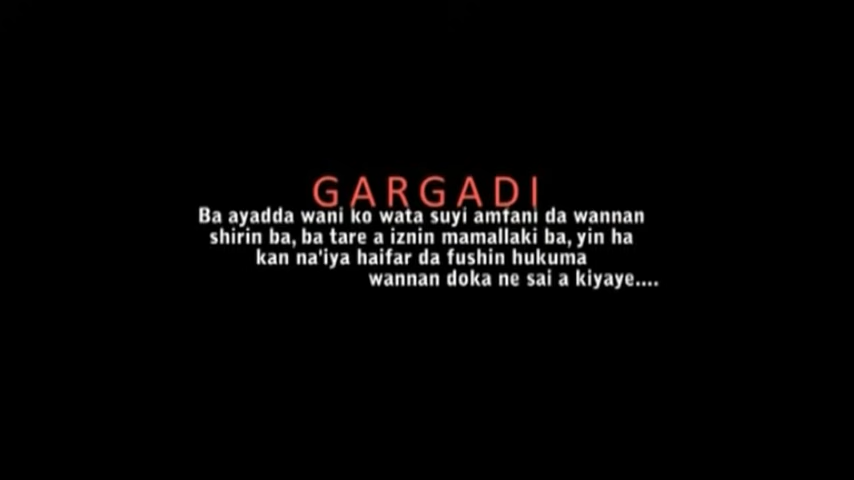 GARGADI
Ba ayadda wani ko wata suyi amfani da wannan
shirin ba, ba tare a iznin mamallaki ba, yin ha
kan na'iya haifar da fushin hukuma
wannan doka ne sai a kiyaye....